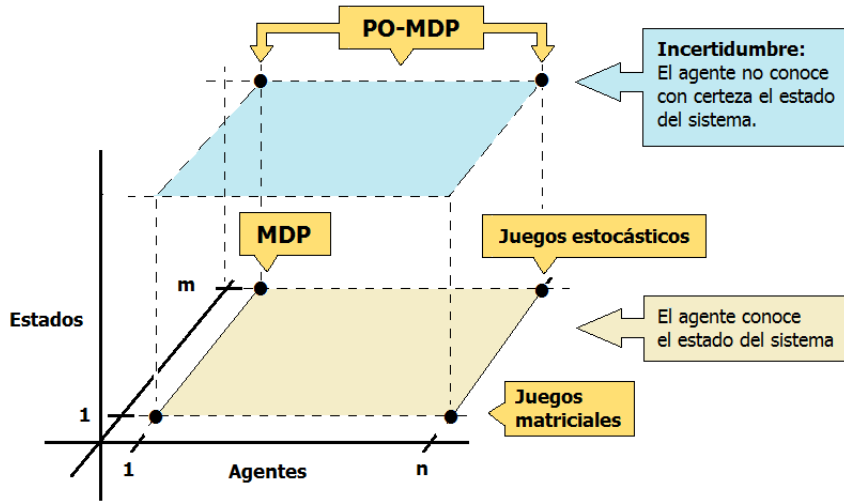 PO-MDP
Incertidumbre:
El agente no conoce
con certeza el estado
del sistema.
MDP
Juegos estocásticos
m
Estados
El agente conoce
el estado del sistema
1
Juegos
matriciales
1
Agentes
n